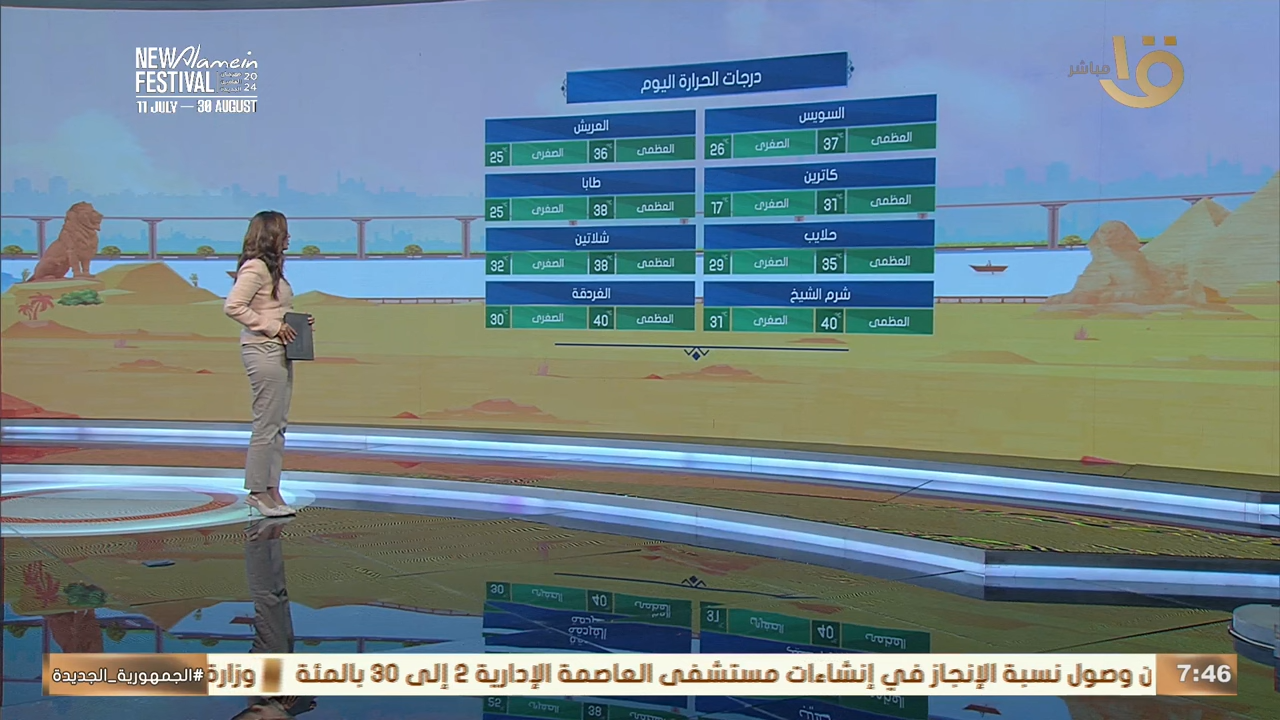 NEW Alamein
FESTIVAL 2024
11 JULY — 30 AUGUST
مباشر
درجات الحرارة اليوم
السويس
العظمى 37° الصغرى 26°
العريش
العظمى 36° الصغرى 25°
كاترين
العظمى 31° الصغرى 17°
طابا
العظمى 38° الصغرى 25°
حلايب
العظمى 35° الصغرى 29°
شلاتين
العظمى 38° الصغرى 32°
شرم الشيخ
العظمى 40° الصغرى 31°
الغردقة
العظمى 40° الصغرى 30°
7:46
ن وصول نسبة الإنجاز في إنشاءات مستشفى العاصمة الإدارية 2 إلى 30 بالمئة وزارة
#الجمهورية_الجديدة